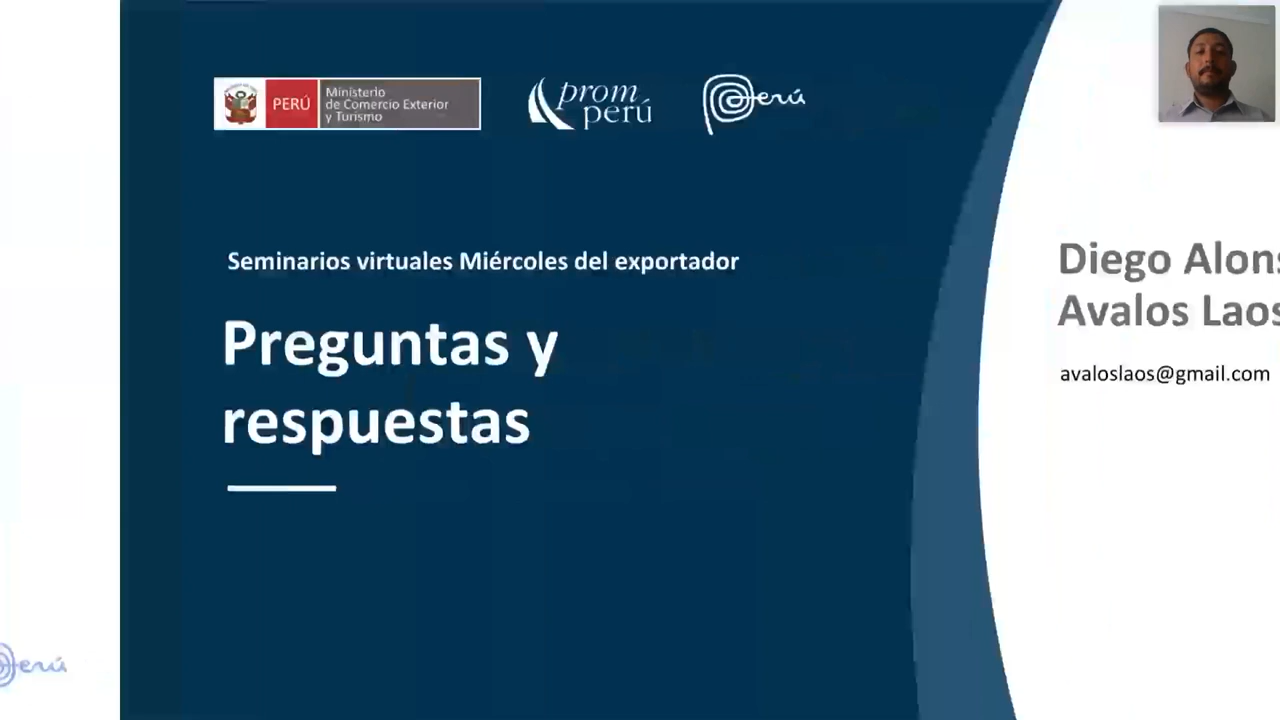 PERÚ
Ministerio
de Comercio Exterior
y Turismo
prom
perú
Perú
Seminarios virtuales Miércoles del exportador
Preguntas y
respuestas
Diego Alons
Avalos Laos
avaloslaos@gmail.com
erú